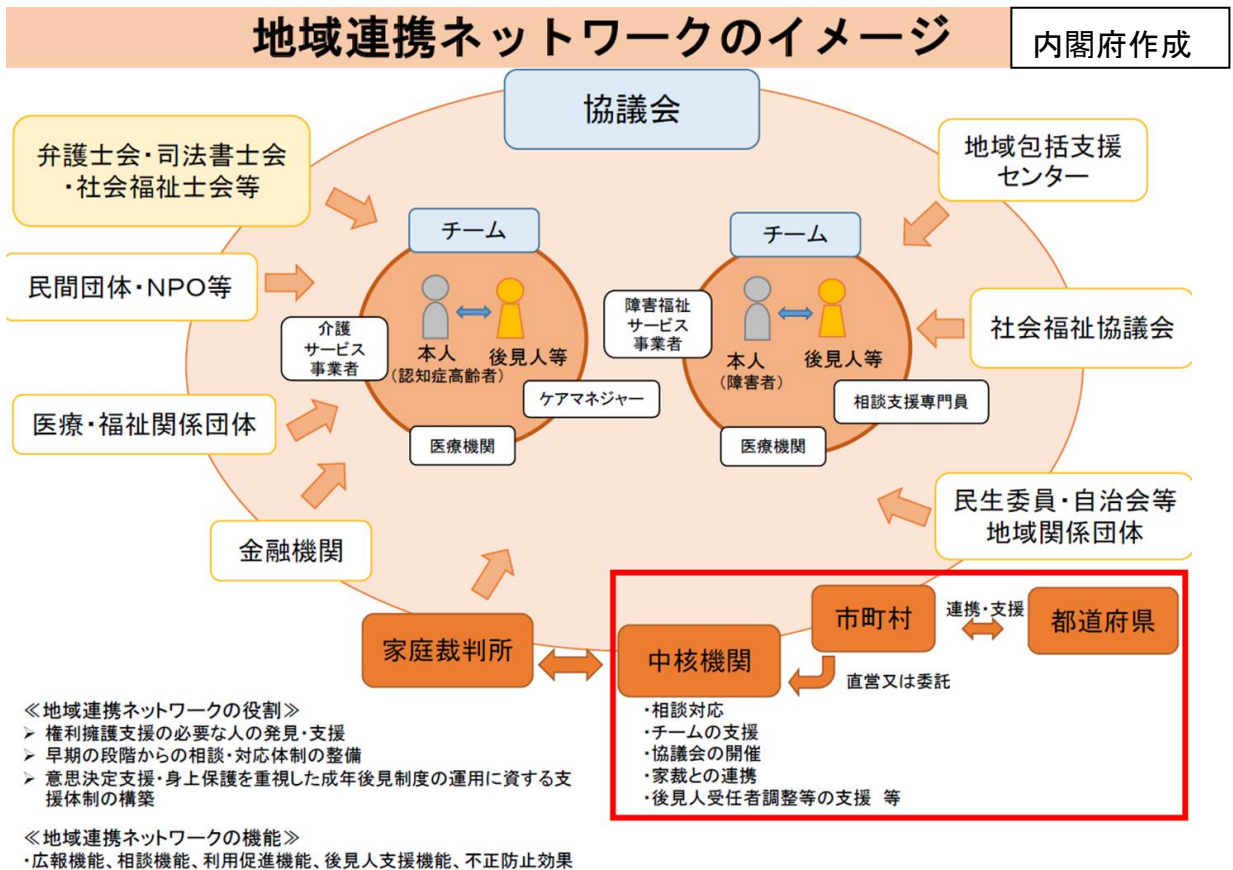 地域連携ネットワークのイメージ
内閣府作成
協議会
弁護士会・司法書士会
・社会福祉士会等
地域包括支援
センター
チーム
チーム
民間団体・NPO等
介護
サービス
事業者
本人
(認知症高齢者)
後見人等
ケアマネジャー
医療機関
障害福祉
サービス
事業者
本人
(障害者)
後見人等
相談支援専門員
医療機関
社会福祉協議会
医療・福祉関係団体
金融機関
民生委員・自治会等
地域関係団体
家庭裁判所
中核機関
市町村
連携・支援
都道府県
直営又は委託
・相談対応
・チームの支援
・協議会の開催
・家裁との連携
・後見人受任者調整等の支援 等
≪地域連携ネットワークの役割≫
➢ 権利擁護支援の必要な人の発見・支援
➢ 早期の段階からの相談・対応体制の整備
➢ 意思決定支援・身上保護を重視した成年後見制度の運用に資する支
援体制の構築
≪地域連携ネットワークの機能≫
・広報機能、相談機能、利用促進機能、後見人支援機能、不正防止効果